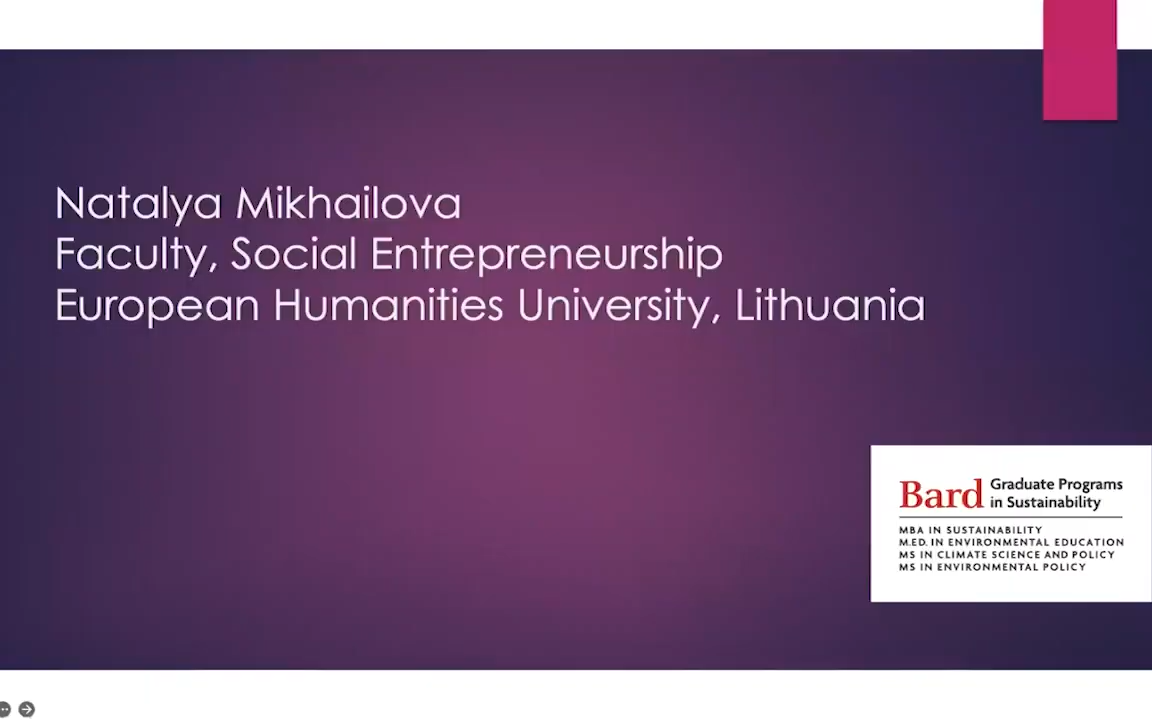 Natalya Mikhailova
Faculty, Social Entrepreneurship
European Humanities University, Lithuania
Bard Graduate Programs
in Sustainability
MBA IN SUSTAINABILITY
M.ED. IN ENVIRONMENTAL EDUCATION
MS IN CLIMATE SCIENCE AND POLICY
MS IN ENVIRONMENTAL POLICY